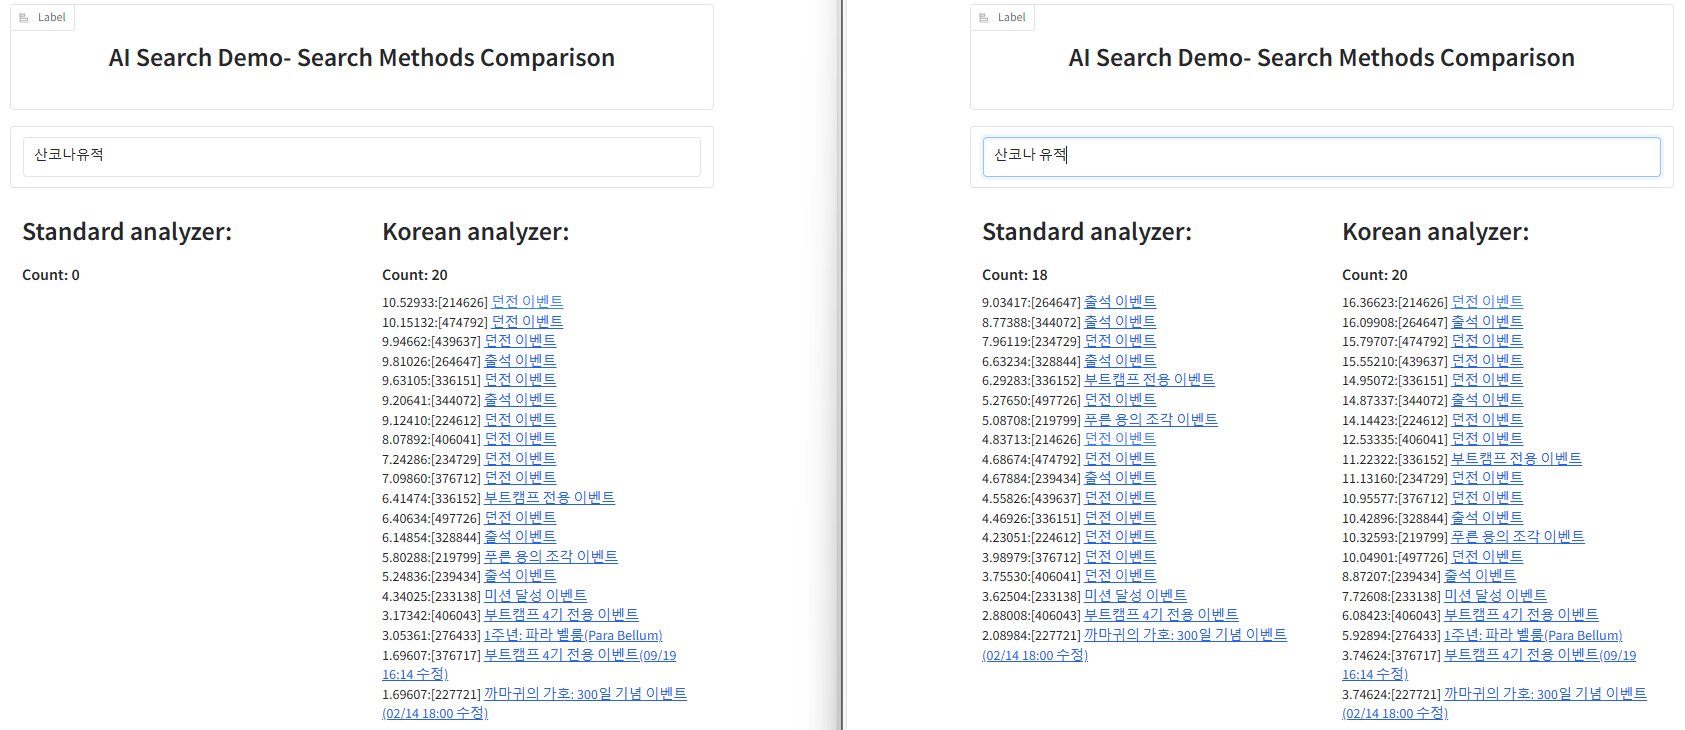 Label
AI Search Demo- Search Methods Comparison
산코나유적
Standard analyzer:
Count: 0
Korean analyzer:
Count: 20
10.52933:[214626] 던전 이벤트
10.15132:[474792] 던전 이벤트
9.94662:[439637] 던전 이벤트
9.81026:[264647] 출석 이벤트
9.63105:[336151] 던전 이벤트
9.20641:[344072] 출석 이벤트
9.12410:[224612] 던전 이벤트
8.07892:[406041] 던전 이벤트
7.24286:[234729] 던전 이벤트
7.09860:[376712] 던전 이벤트
6.41474:[336152] 부트캠프 전용 이벤트
6.40634:[497726] 던전 이벤트
6.14854:[328844] 출석 이벤트
5.80288:[219799] 푸른 용의 조각 이벤트
5.24836:[239434] 출석 이벤트
4.34025:[233138] 미션 달성 이벤트
3.17342:[406043] 부트캠프 4기 전용 이벤트
3.05361:[276433] 1주년: 파라 벨룸(Para Bellum)
1.69607:[376717] 부트캠프 4기 전용 이벤트(09/19
16:14 수정)
1.69607:[227721] 까마귀의 가호: 300일 기념 이벤트
(02/14 18:00 수정)
Label
AI Search Demo- Search Methods Comparison
산코나 유적
Standard analyzer:
Count: 18
9.03417:[264647] 출석 이벤트
8.77388:[344072] 출석 이벤트
7.96119:[234729] 던전 이벤트
6.63234:[328844] 출석 이벤트
6.29283:[336152] 부트캠프 전용 이벤트
5.27650:[497726] 던전 이벤트
5.08708:[219799] 푸른 용의 조각 이벤트
4.83713:[214626] 던전 이벤트
4.68674:[474792] 던전 이벤트
4.67884:[239434] 출석 이벤트
4.55826:[439637] 던전 이벤트
4.46926:[336151] 던전 이벤트
4.23051:[224612] 던전 이벤트
3.98979:[376712] 던전 이벤트
3.75530:[406041] 던전 이벤트
3.62504:[233138] 미션 달성 이벤트
2.88008:[406043] 부트캠프 4기 전용 이벤트
2.08984:[227721] 까마귀의 가호: 300일 기념 이벤트
(02/14 18:00 수정)
Korean analyzer:
Count: 20
16.36623:[214626] 던전 이벤트
16.09908:[264647] 출석 이벤트
15.79707:[474792] 던전 이벤트
15.55210:[439637] 던전 이벤트
14.95072:[336151] 던전 이벤트
14.87337:[344072] 출석 이벤트
14.14423:[224612] 던전 이벤트
12.53335:[406041] 던전 이벤트
11.22322:[336152] 부트캠프 전용 이벤트
11.13160:[234729] 던전 이벤트
10.95577:[376712] 던전 이벤트
10.42896:[328844] 출석 이벤트
10.32593:[219799] 푸른 용의 조각 이벤트
10.04901:[497726] 던전 이벤트
8.87207:[239434] 출석 이벤트
7.72608:[233138] 미션 달성 이벤트
6.08423:[406043] 부트캠프 4기 전용 이벤트
5.92894:[276433] 1주년: 파라 벨룸(Para Bellum)
3.74624:[376717] 부트캠프 4기 전용 이벤트(09/19
16:14 수정)
3.74624:[227721] 까마귀의 가호: 300일 기념 이벤트
(02/14 18:00 수정)